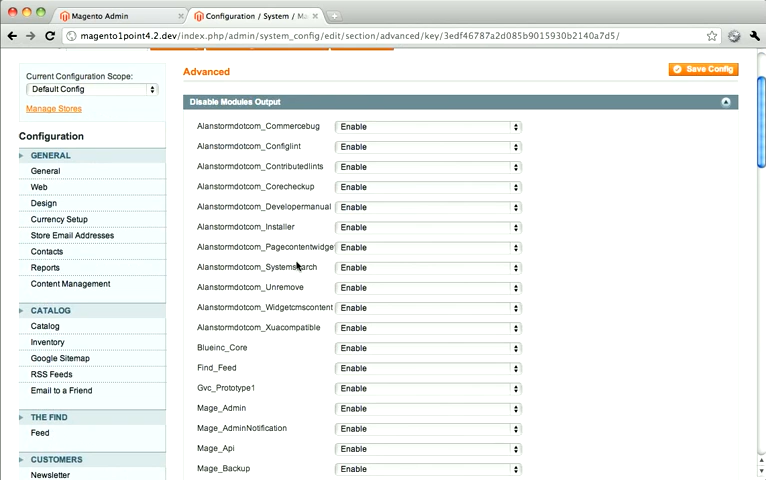 Magento Admin
Configuration / System / Ma
magento1point4.2.dev/index.php/admin/system_config/edit/section/advanced/key/3edf46787a2d085b9015930b2140a7d5/
Current Configuration Scope:
Default Config
Manage Stores
Configuration
GENERAL
General
Web
Design
Currency Setup
Store Email Addresses
Contacts
Reports
Content Management
CATALOG
Catalog
Inventory
Google Sitemap
RSS Feeds
Email to a Friend
THE FIND
Feed
CUSTOMERS
Newsletter
Advanced
Save Config
Disable Modules Output
Alanstormdotcom_Commercebug Enable
Alanstormdotcom_Configlint Enable
Alanstormdotcom_Contributedlints Enable
Alanstormdotcom_Corecheckup Enable
Alanstormdotcom_Developermanual Enable
Alanstormdotcom_Installer Enable
Alanstormdotcom_Pagecontentwidge Enable
Alanstormdotcom_Systemsearch Enable
Alanstormdotcom_Unremove Enable
Alanstormdotcom_Widgetcmscontent Enable
Alanstormdotcom_Xuacompatible Enable
Blueinc_Core Enable
Find_Feed Enable
Gvc_Prototype1 Enable
Mage_Admin Enable
Mage_AdminNotification Enable
Mage_Api Enable
Mage_Backup Enable